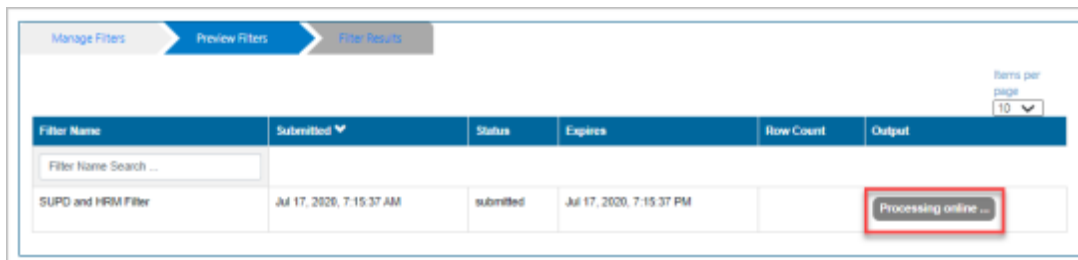 Manage Filters Preview Filters Filter Results
Items per
page
10
Filter Name Submitted Status Expires Row Count Output
Filter Name Search ...
SUPD and HRM Filter Jul 17, 2020, 7:15:37 AM submitted Jul 17, 2020, 7:15:37 PM Processing online ...